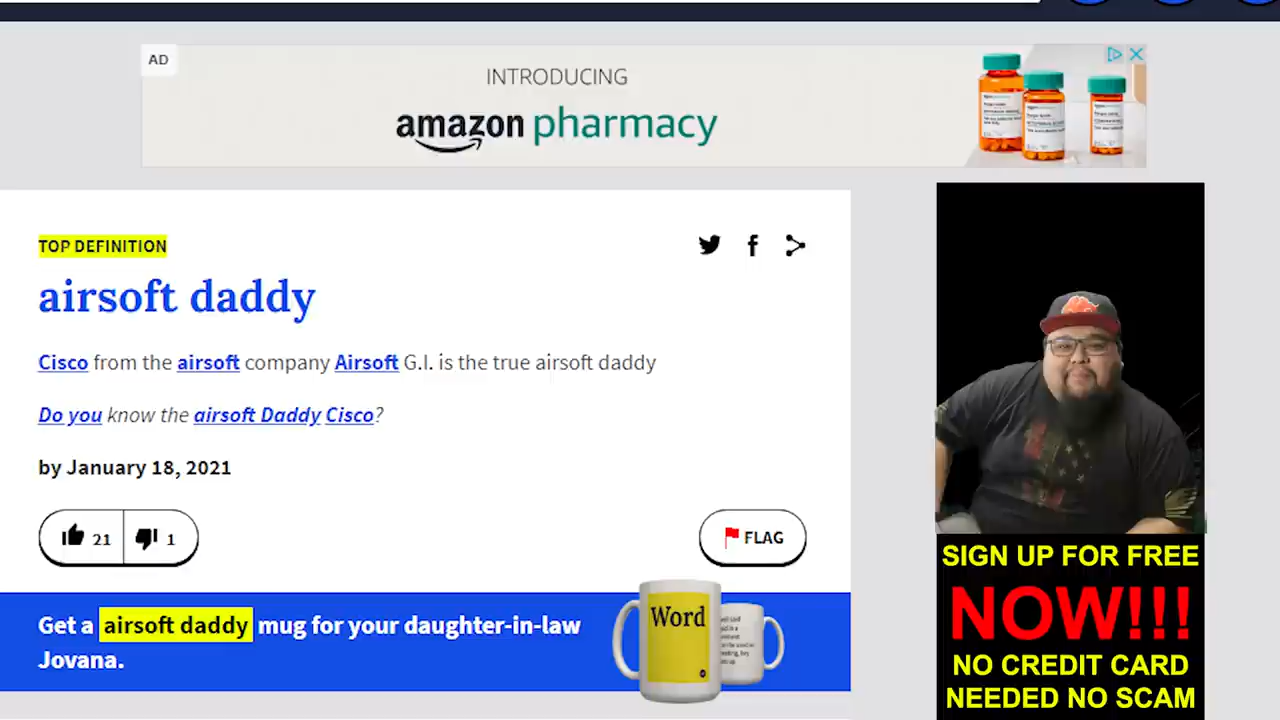 AD
INTRODUCING
amazon pharmacy
TOP DEFINITION
airsoft daddy
Cisco from the airsoft company Airsoft G.I. is the true airsoft daddy
Do you know the airsoft Daddy Cisco?
by January 18, 2021
21
1
FLAG
Get a airsoft daddy mug for your daughter-in-law
Jovana.
Word
SIGN UP FOR FREE
NOW!!!
NO CREDIT CARD
NEEDED NO SCAM